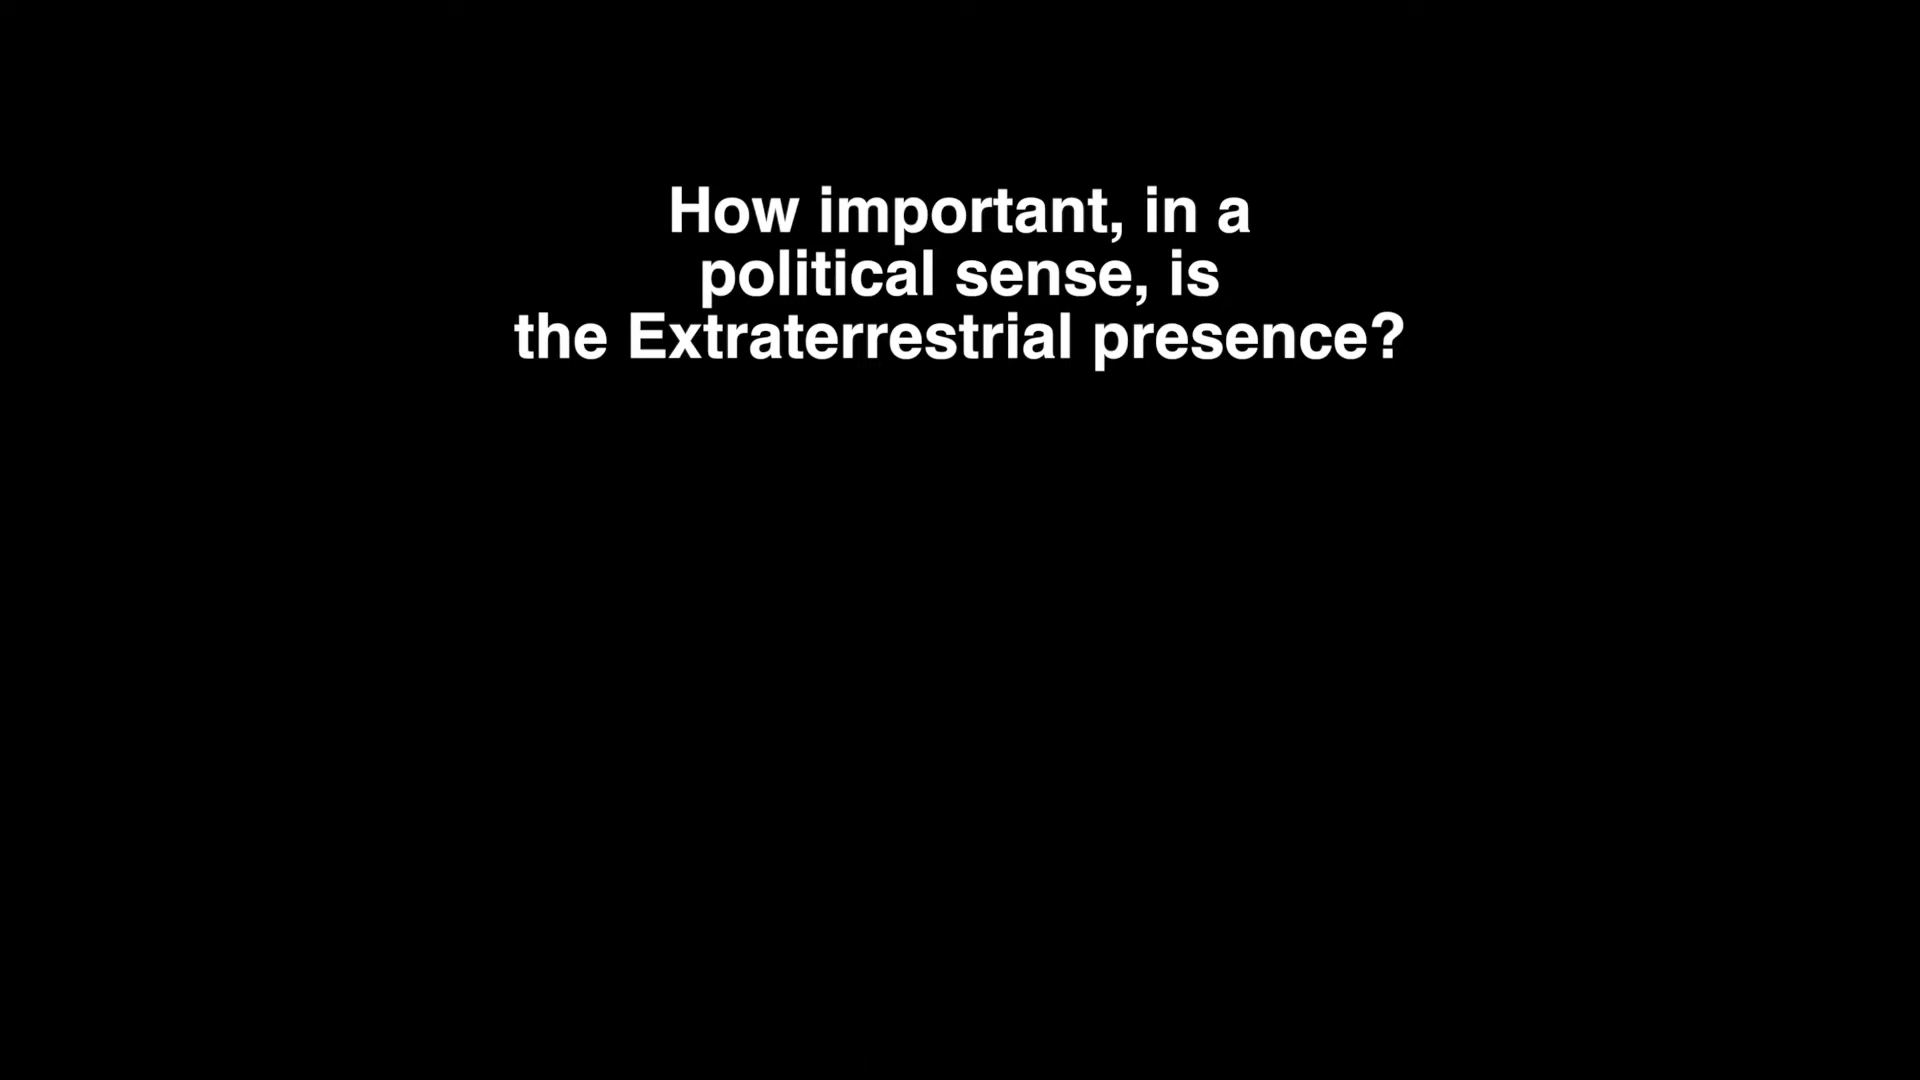 How important, in a
political sense, is
the Extraterrestrial presence?